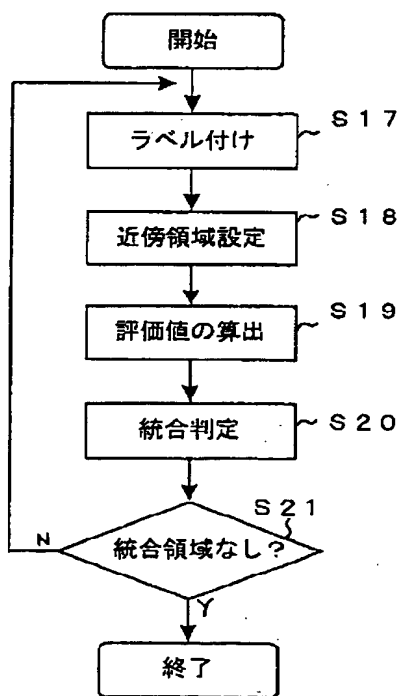 開始
ラベル付け
S17
近傍領域設定
S18
評価値の算出
S19
統合判定
S20
S21
統合領域なし?
N
Y
終了